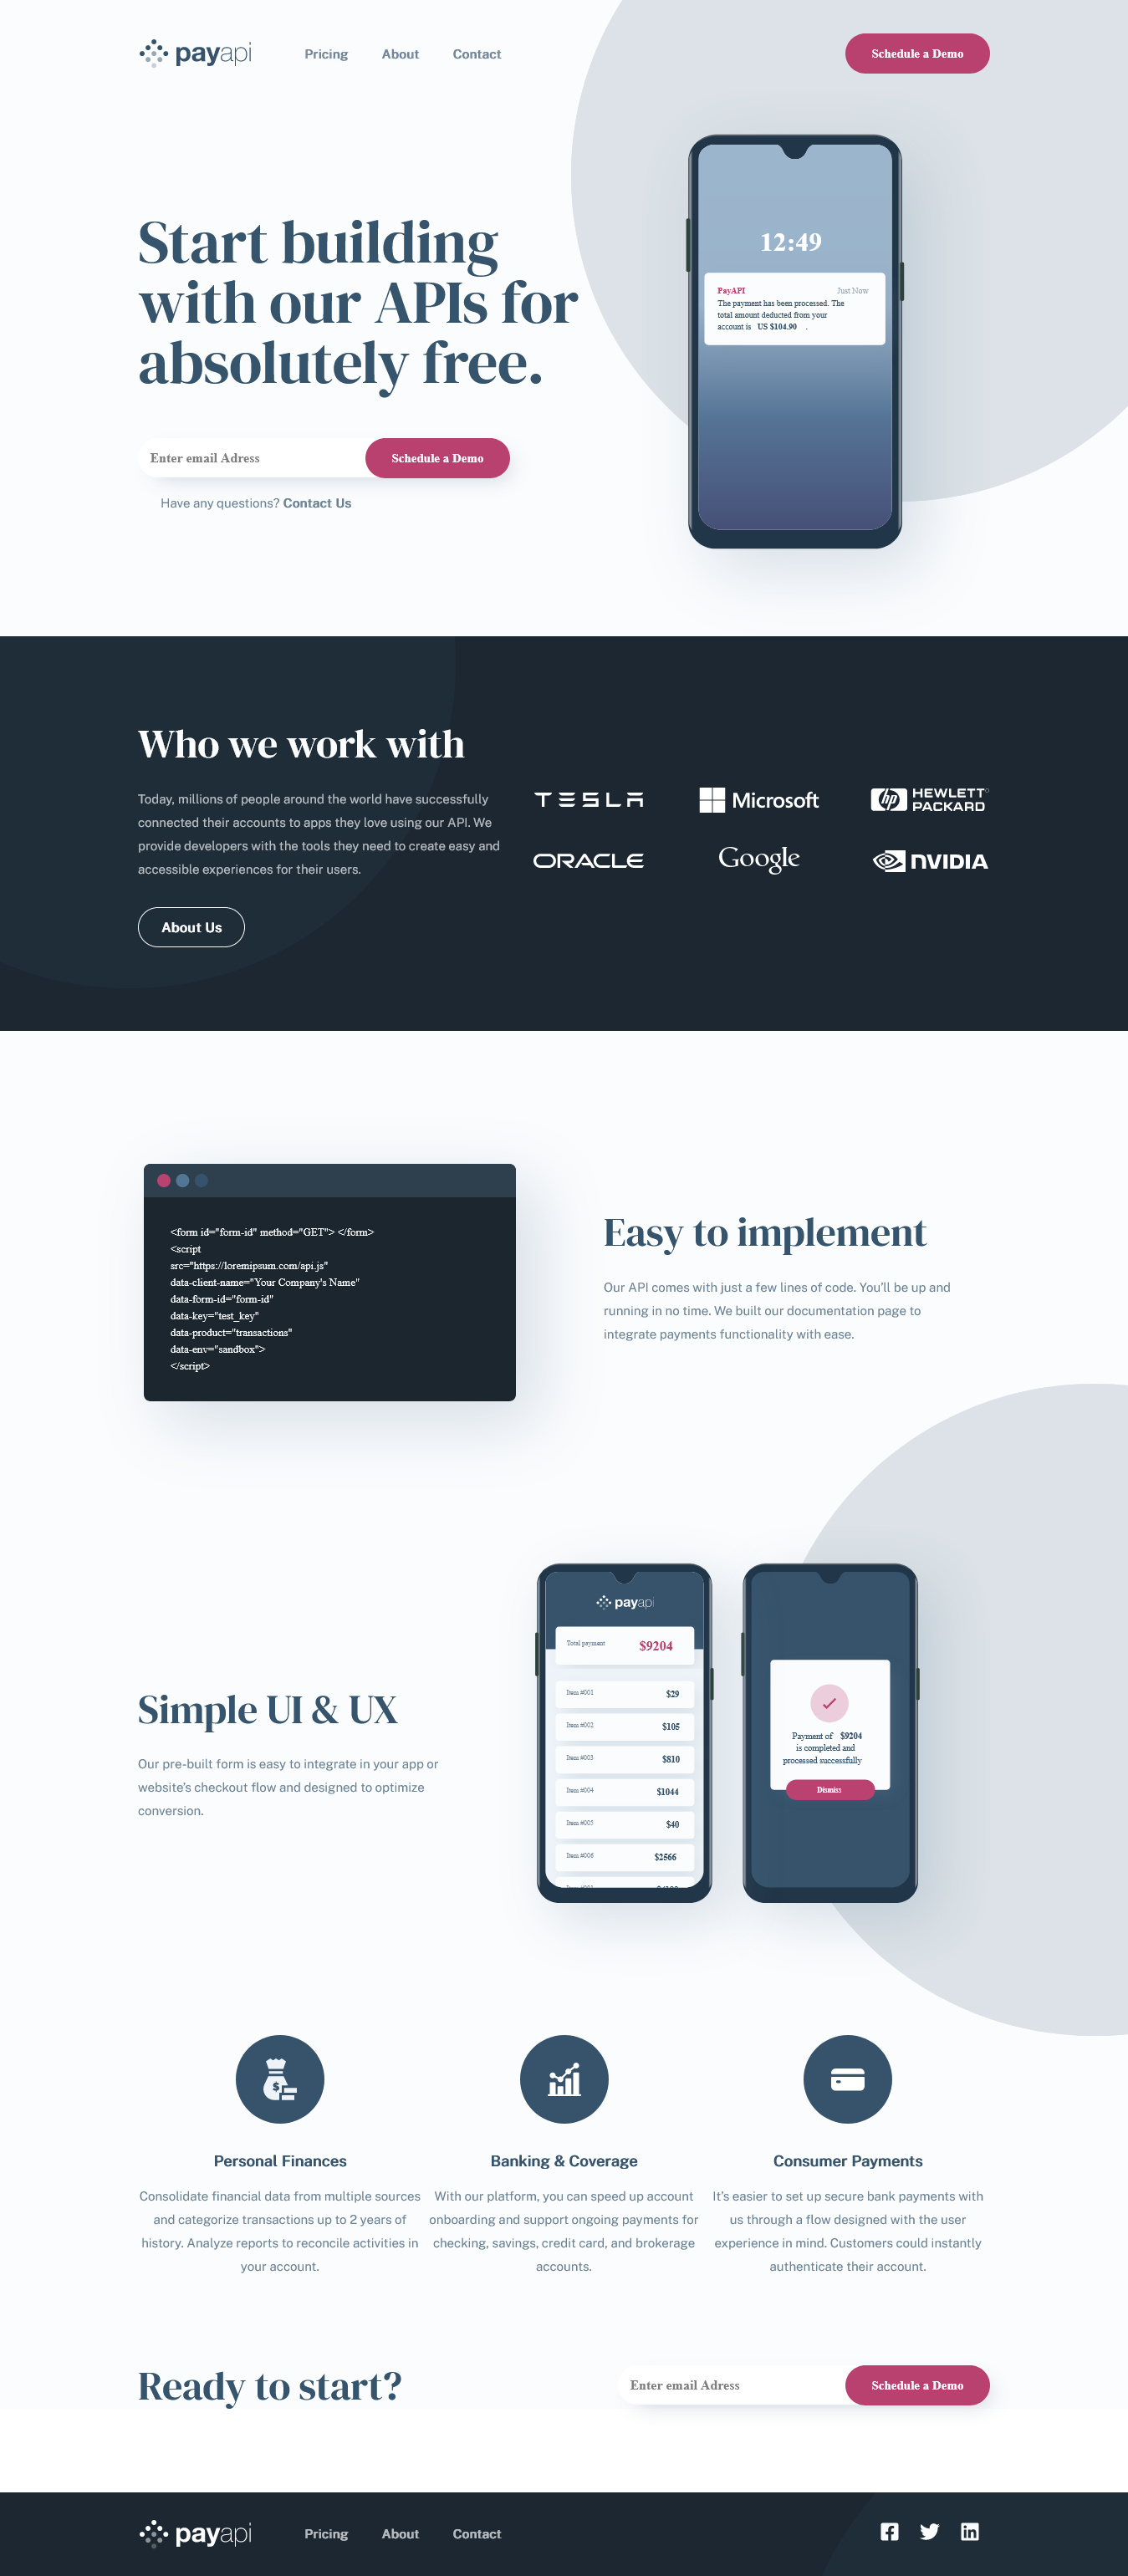 payapi
Pricing
About
Contact
Schedule a Demo
Start building
with our APIs for
absolutely free.
Enter email Adress
Schedule a Demo
Have any questions? Contact Us
12:49
PayAPI
Just Now
The payment has been processed. The
total amount deducted from your
account is US $104.90 .
Who we work with
Today, millions of people around the world have successfully
connected their accounts to apps they love using our API. We
provide developers with the tools they need to create easy and
accessible experiences for their users.
About Us
TESLA
Microsoft
hp HEWLETT
PACKARD
ORACLE
Google
NVIDIA
<form id="form-id" method="GET"> </form>
<script
src="https://loremipsum.com/api.js"
data-client-name="Your Company's Name"
data-form-id="form-id"
data-key="test_key"
data-product="transactions"
data-env="sandbox">
</script>
Easy to implement
Our API comes with just a few lines of code. You’ll be up and
running in no time. We built our documentation page to
integrate payments functionality with ease.
Simple UI & UX
Our pre-built form is easy to integrate in your app or
website’s checkout flow and designed to optimize
conversion.
payapi
Total payment $9204
Item #001 $29
Item #002 $105
Item #003 $810
Item #004 $1044
Item #005 $40
Item #006 $2566
Payment of $9204
is completed and
processed successfully
Dismiss
Personal Finances
Consolidate financial data from multiple sources
and categorize transactions up to 2 years of
history. Analyze reports to reconcile activities in
your account.
Banking & Coverage
With our platform, you can speed up account
onboarding and support ongoing payments for
checking, savings, credit card, and brokerage
accounts.
Consumer Payments
It’s easier to set up secure bank payments with
us through a flow designed with the user
experience in mind. Customers could instantly
authenticate their account.
Ready to start?
Enter email Adress
Schedule a Demo
payapi
Pricing
About
Contact